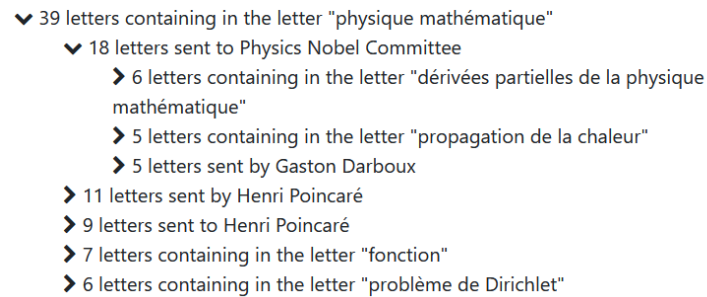 39 letters containing in the letter "physique mathématique"
18 letters sent to Physics Nobel Committee
6 letters containing in the letter "dérivées partielles de la physique
mathématique"
5 letters containing in the letter "propagation de la chaleur"
5 letters sent by Gaston Darboux
11 letters sent by Henri Poincaré
9 letters sent to Henri Poincaré
7 letters containing in the letter "fonction"
6 letters containing in the letter "problème de Dirichlet"